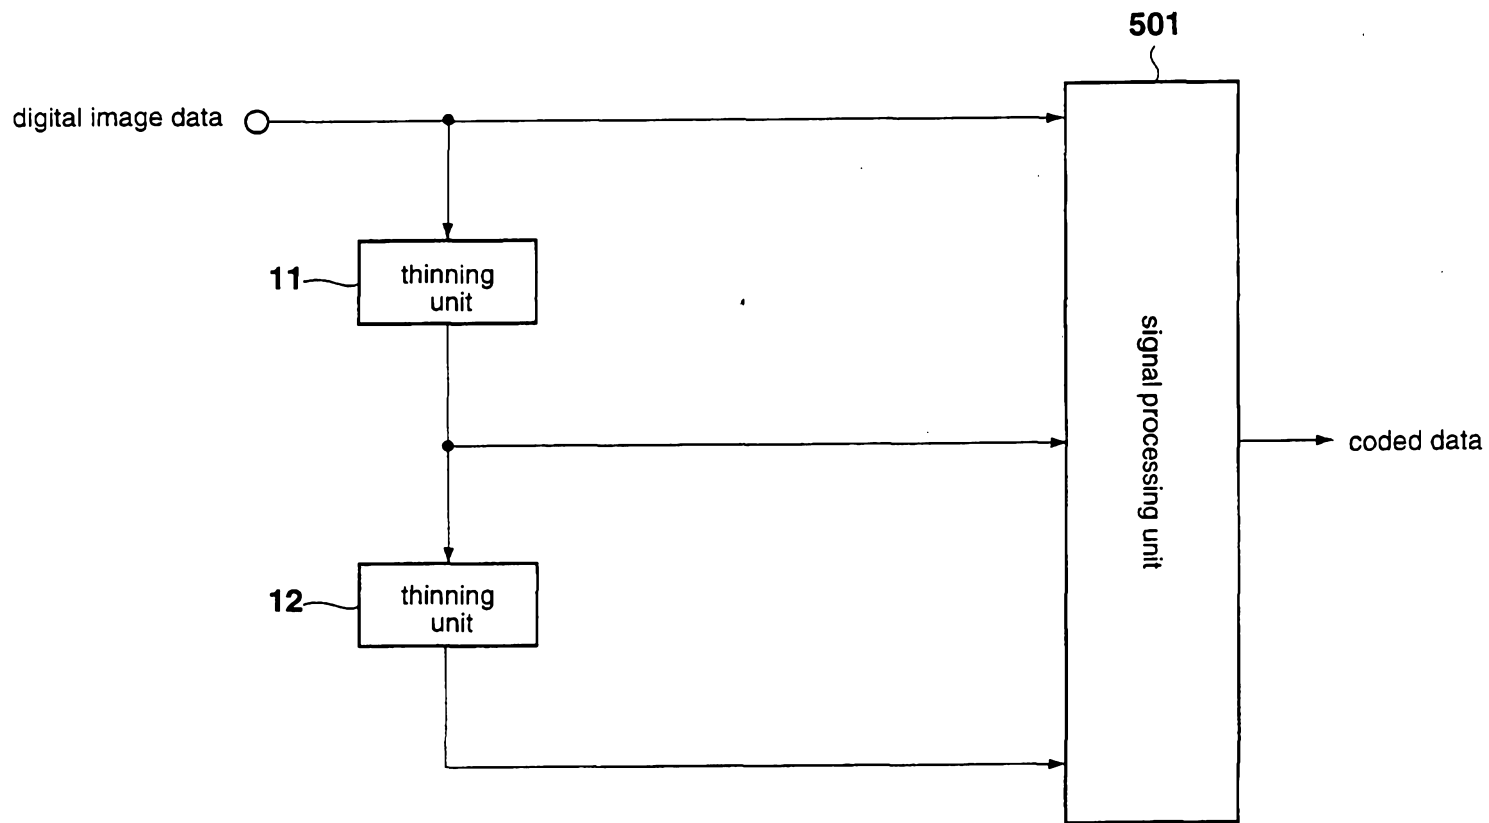 501
digital image data
11
thinning
unit
signal processing unit
coded data
12
thinning
unit